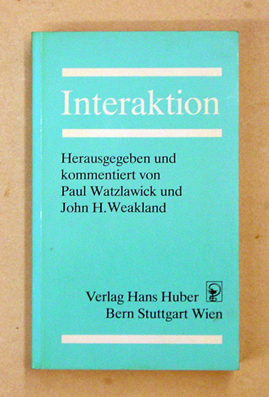 Interaktion
Herausgegeben und
kommentiert von
Paul Watzlawick und
John H. Weakland
Verlag Hans Huber
Bern Stuttgart Wien